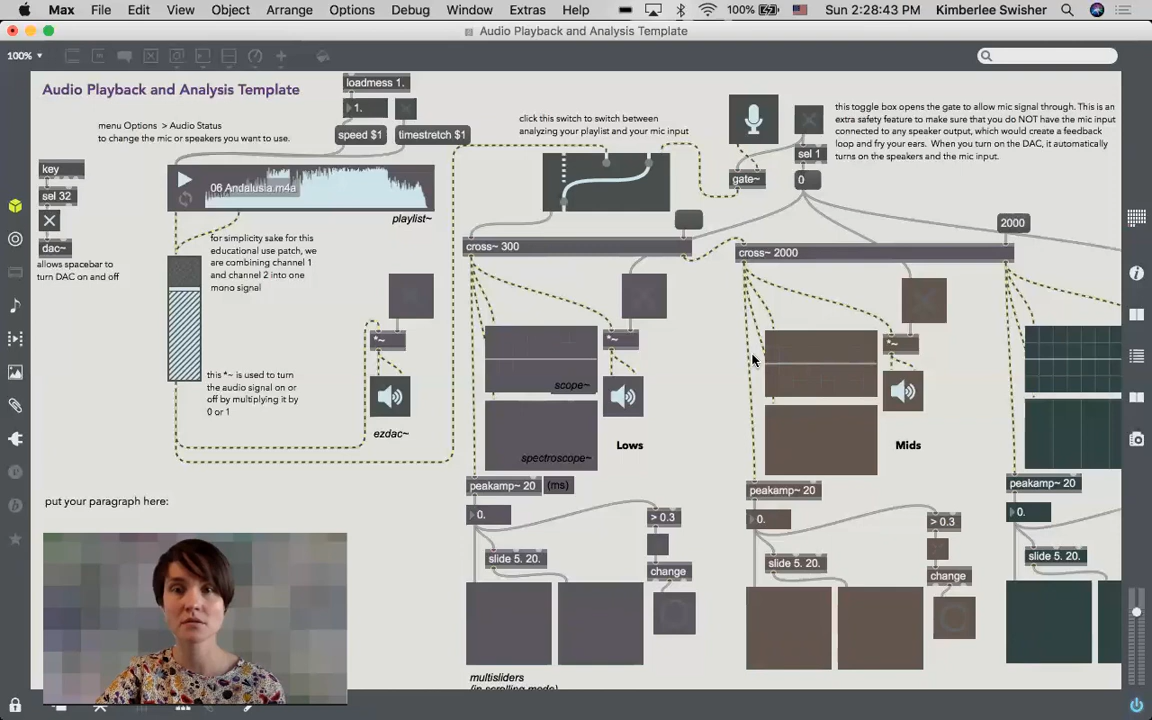 Max File Edit View Object Arrange Options Debug Window Extras Help 100% Sun 2:28:43 PM Kimberlee Swisher
Audio Playback and Analysis Template
100%
Audio Playback and Analysis Template
menu Options > Audio Status
to change the mic or speakers you want to use.
loadmess 1.
1.
speed $1
timestretch $1
key
sel 32
dac~
allows spacebar to
turn DAC on and off
06 Andalusia.m4a
playlist~
for simplicity sake for this
educational use patch, we
are combining channel 1
and channel 2 into one
mono signal
this *~ is used to turn
the audio signal on or
off by multiplying it by
0 or 1
*~
ezdac~
put your paragraph here:
click this switch to switch between
analyzing your playlist and your mic input
gate~
sel 1
0
this toggle box opens the gate to allow mic signal through. This is an
extra safety feature to make sure that you do NOT have the mic input
connected to any speaker output, which would create a feedback
loop and fry your ears. When you turn on the DAC, it automatically
turns on the speakers and the mic input.
cross~ 300
*~
scope~
spectroscope~
Lows
peakamp~ 20
(ms)
0.
> 0.3
slide 5. 20.
change
multisliders
(in scrolling mode)
cross~ 2000
*~
Mids
peakamp~ 20
0.
> 0.3
slide 5. 20.
change
2000
peakamp~ 20
0.
slide 5. 20.